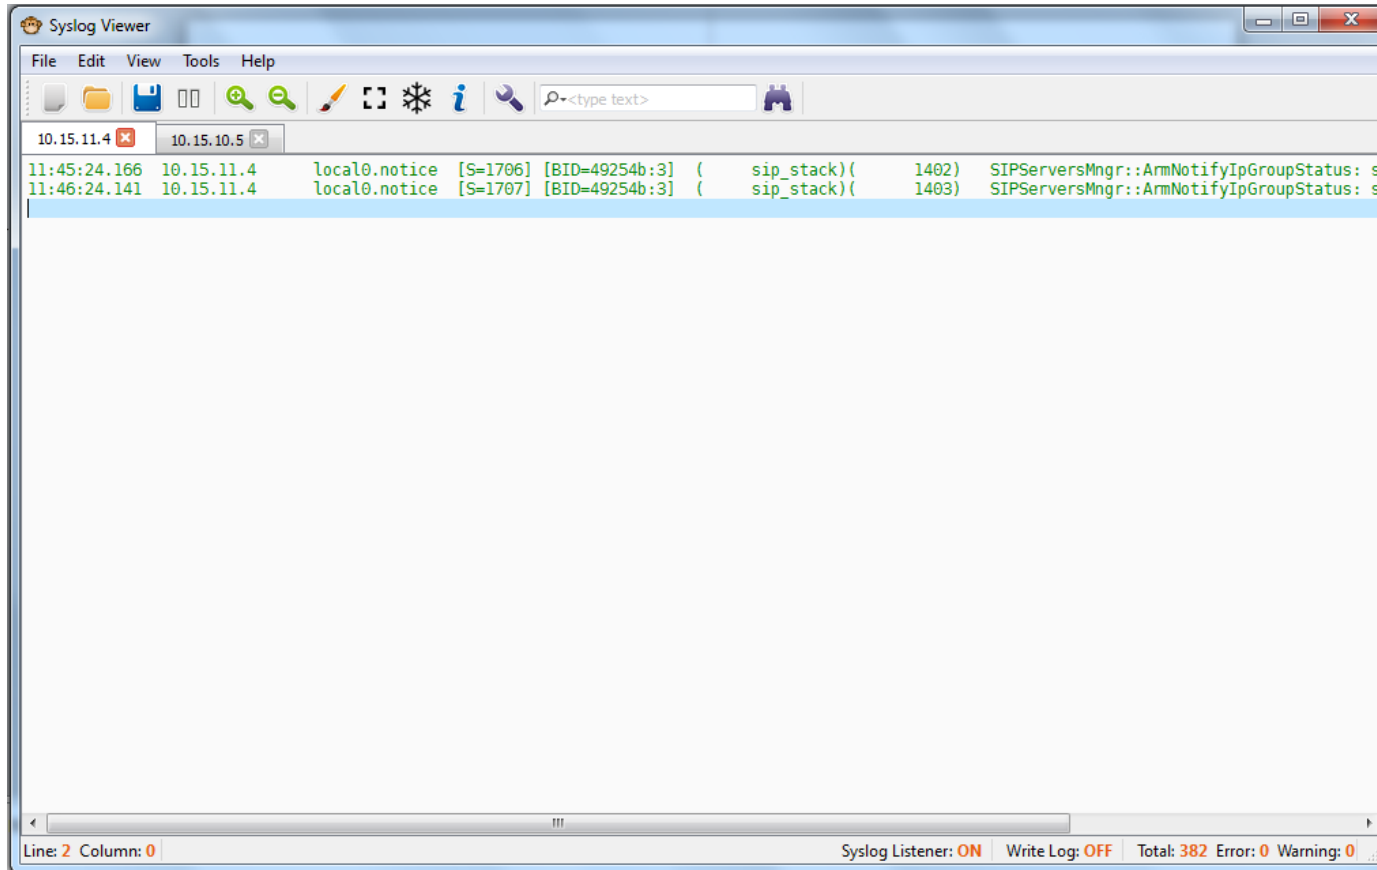 Syslog Viewer
File Edit View Tools Help
<type text>
10.15.11.4 10.15.10.5
11:45:24.166 10.15.11.4 local0.notice [S=1706] [BID=49254b:3] ( sip_stack)( 1402) SIPServersMngr::ArmNotifyIpGroupStatus: s
11:46:24.141 10.15.11.4 local0.notice [S=1707] [BID=49254b:3] ( sip_stack)( 1403) SIPServersMngr::ArmNotifyIpGroupStatus: s
Line: 2 Column: 0 Syslog Listener: ON Write Log: OFF Total: 382 Error: 0 Warning: 0